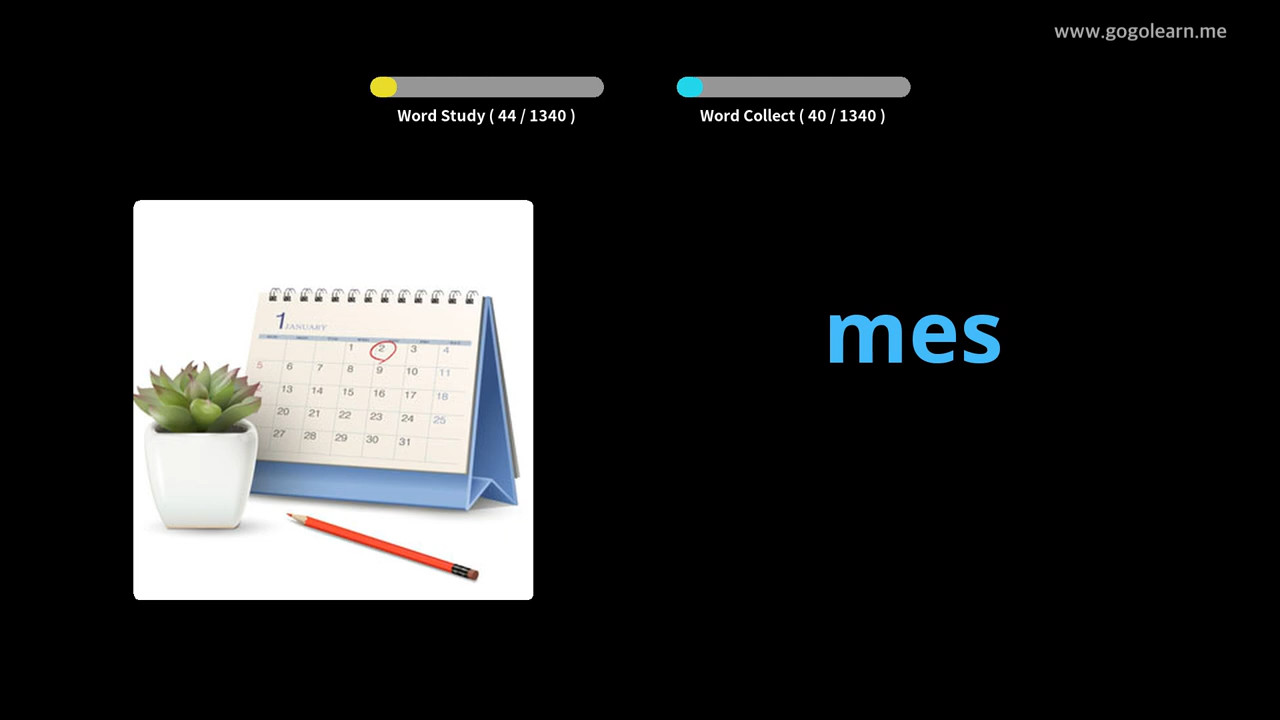 www.gogolearn.me
Word Study ( 44 / 1340 )
Word Collect ( 40 / 1340 )
mes
1 JANUARY
1 2 3 4
5 6 7 8 9 10 11
2 13 14 15 16 17 18
20 21 22 23 24 25
27 28 29 30 31